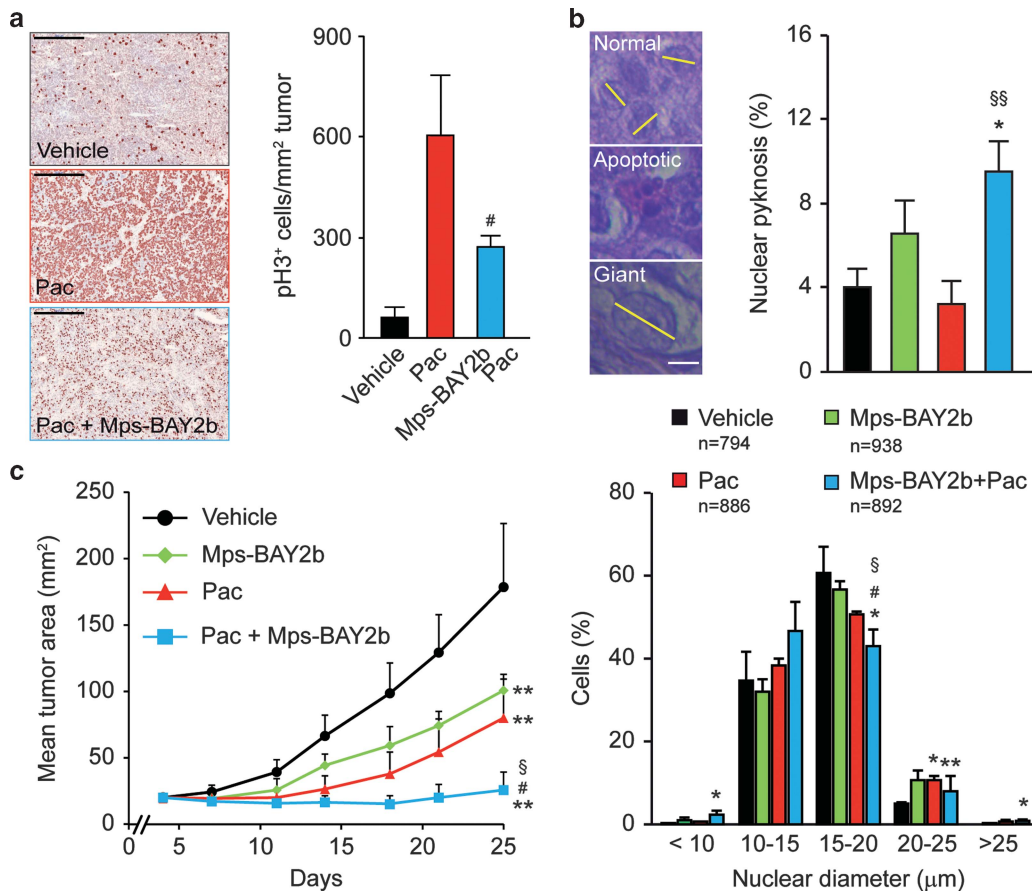 a
Vehicle
Pac
Pac + Mps-BAY2b
pH3⁺ cells/mm² tumor
900
600
300
0
#
Vehicle
Pac
Mps-BAY2b
Pac
b
Normal
Apoptotic
Giant
Nuclear pyknosis (%)
16
12
8
4
0
§§
*
Vehicle
n=794
Mps-BAY2b
n=938
Pac
n=886
Mps-BAY2b+Pac
n=892
c
Mean tumor area (mm²)
250
200
150
100
50
0
Vehicle
Mps-BAY2b
Pac
Pac + Mps-BAY2b
**
**
§
#
**
0 5 10 15 20 25
Days
Cells (%)
60
40
20
0
*
§
#
*
* **
*
< 10 10-15 15-20 20-25 >25
Nuclear diameter (μm)